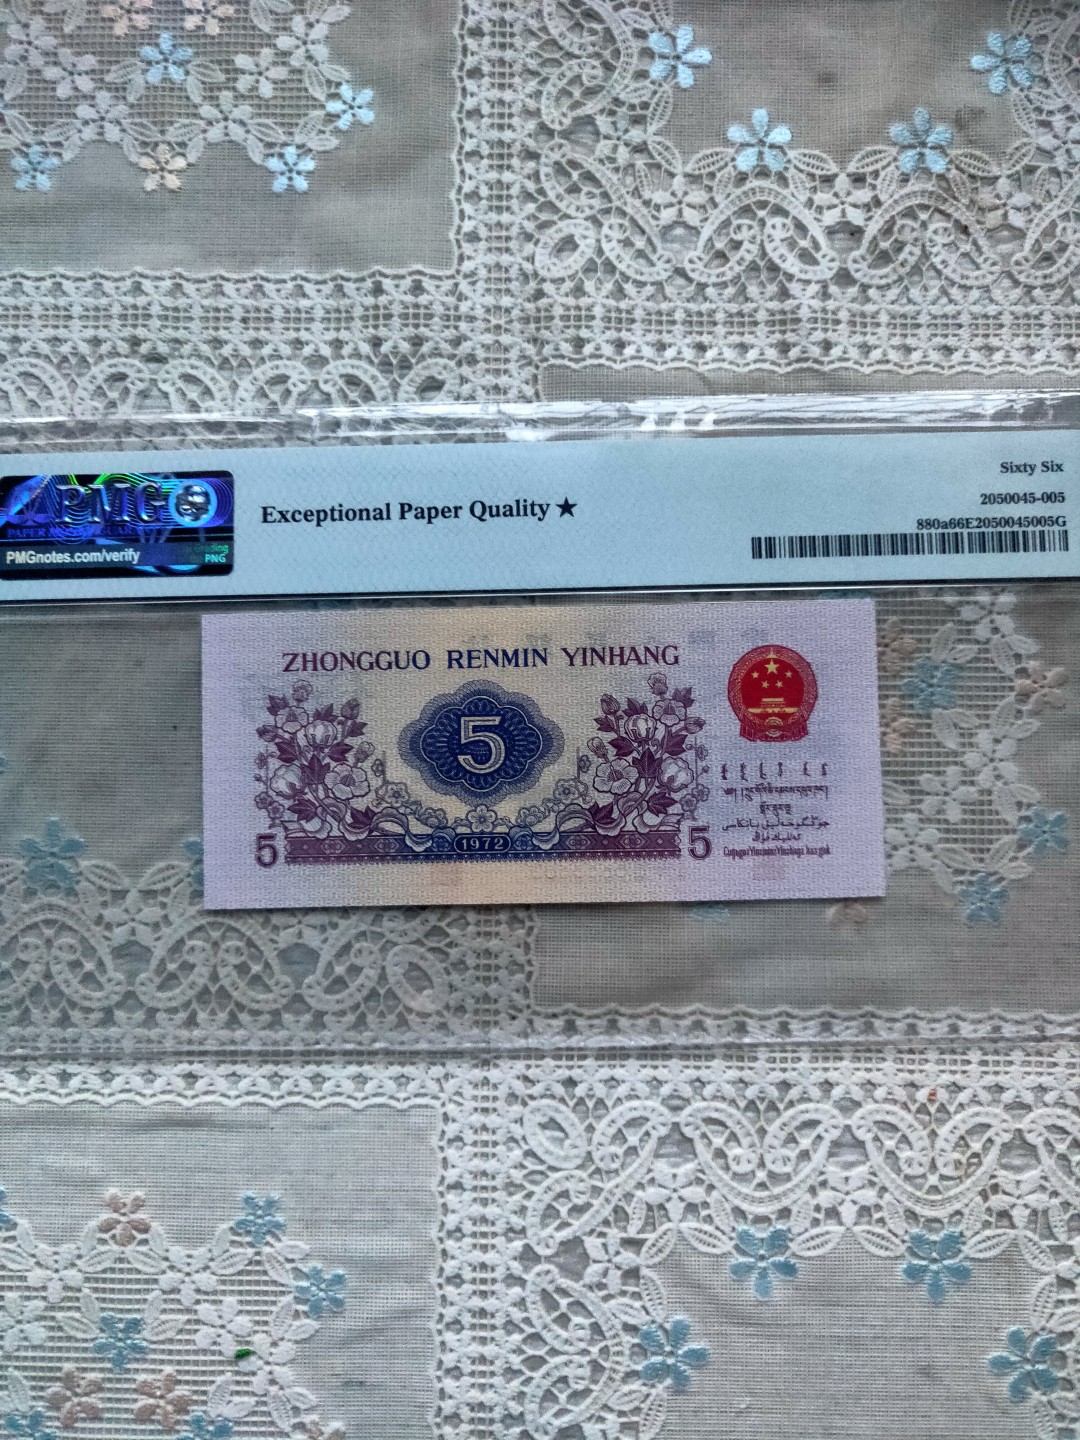 Sixty Six
2050045-005
880a66E2050045005G
Exceptional Paper Quality ★
PMG
PMGnotes.com/verify
PNG
ZHONGGUO RENMIN YINHANG
5
1972
5
5